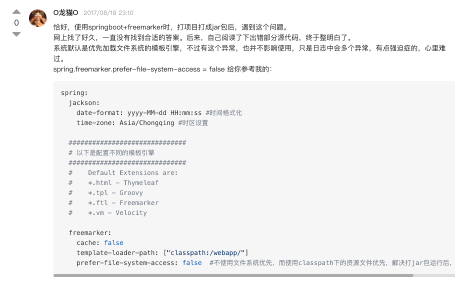 0
O龙猫O 2017/08/18 23:10
恰好，使用springboot+freemarker时，打项目打成jar包后，遇到这个问题。
网上找了好久，一直没有找到合适的答案。后来，自己阅读了下出错部分源代码，终于整明白了。
系统默认是优先加载文件系统的模板引擎，不过有这个异常，也并不影响使用，只是日志中会多个异常，有点强迫症的，心里难
过。
spring.freemarker.prefer-file-system-access = false 给你参考我的：
spring:
jackson:
date-format: yyyy-MM-dd HH:mm:ss #时间格式化
time-zone: Asia/Chongqing #时区设置
##############################
# 以下是配置不同的模板引擎
##############################
# Default Extensions are:
# *.html – Thymeleaf
# *.tpl – Groovy
# *.ftl – Freemarker
# *.vm – Velocity
freemarker:
cache: false
template-loader-path: ["classpath:/webapp/"]
prefer-file-system-access: false #不使用文件系统优先，而使用classpath下的资源文件优先，解决打jar包运行后，